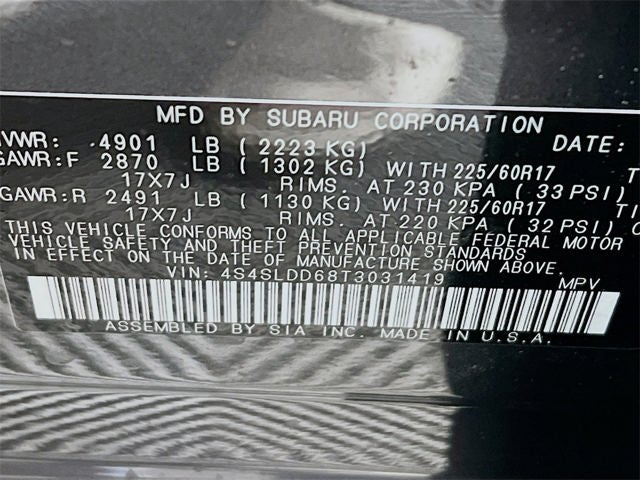 MFD BY SUBARU CORPORATION DATE:
VWR: 4901 LB ( 2223 KG)
GAWR:F 2870 LB ( 1302 KG) WITH 225/60R17
17X7J RIMS. AT 230 KPA ( 33 PSI)
GAWR:R 2491 LB ( 1130 KG) WITH 225/60R17
17X7J RIMS. AT 220 KPA ( 32 PSI)
THIS VEHICLE CONFORMS TO ALL APPLICABLE FEDERAL MOTOR
VEHICLE SAFETY AND THEFT PREVENTION STANDARDS
IN EFFECT ON THE DATE OF MANUFACTURE SHOWN ABOVE.
VIN: 4S4SLDD68T3031419 MPV
ASSEMBLED BY SIA INC. MADE IN U.S.A.